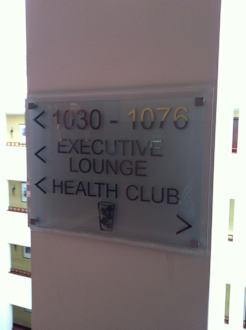 < 1030 - 1076
< EXECUTIVE
LOUNGE
< HEALTH CLUB
>